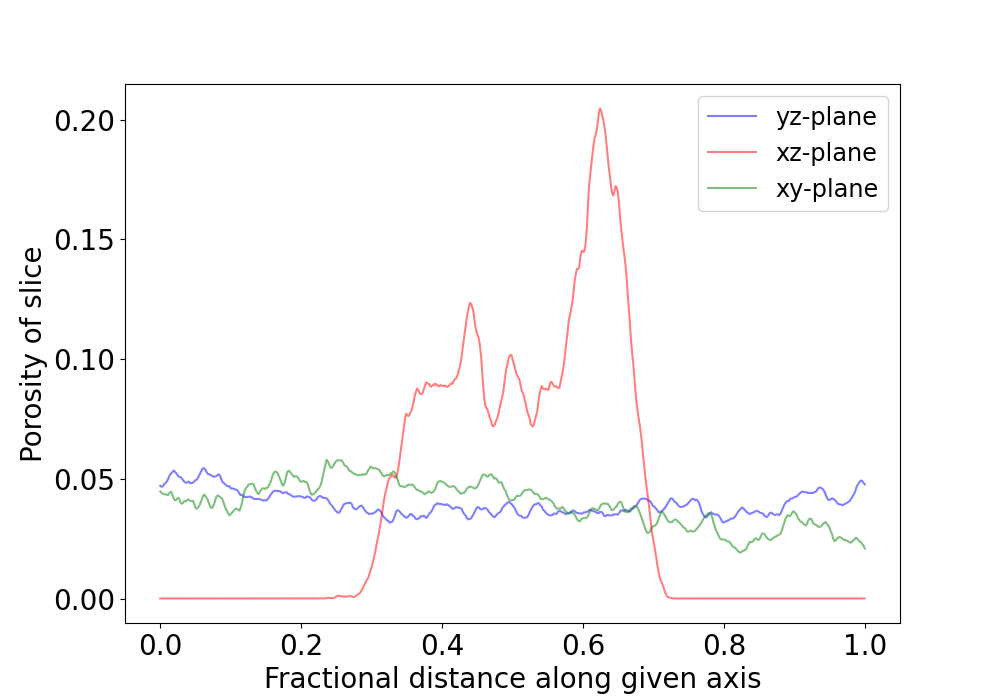 0.20
0.15
0.10
0.05
0.00
Porosity of slice
yz-plane
xz-plane
xy-plane
0.0 0.2 0.4 0.6 0.8 1.0
Fractional distance along given axis